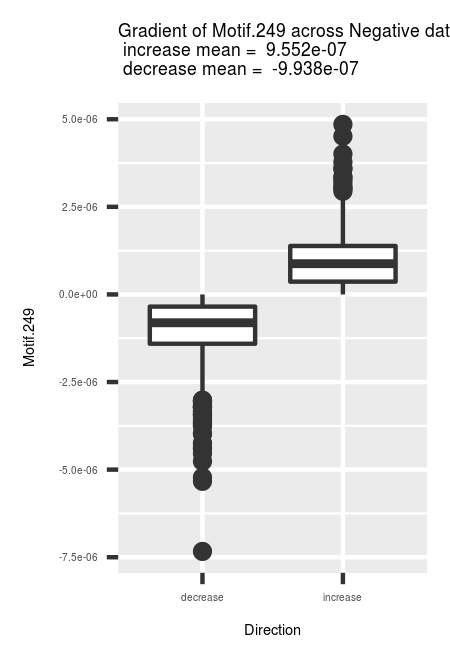 Gradient of Motif.249 across Negative dat
increase mean =  9.552e-07
decrease mean =  -9.938e-07
5.0e-06
2.5e-06
0.0e+00
-2.5e-06
-5.0e-06
-7.5e-06
Motif.249
decrease increase
Direction